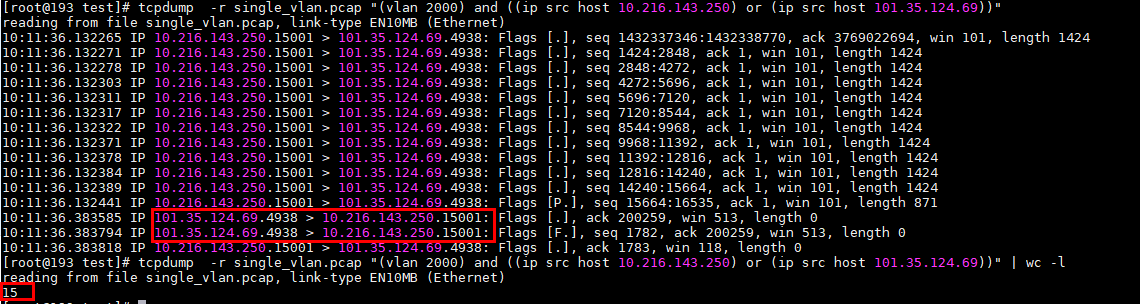 [root@193 test]# tcpdump  -r single_vlan.pcap "(vlan 2000) and ((ip src host 10.216.143.250) or (ip src host 101.35.124.69))"
reading from file single_vlan.pcap, link-type EN10MB (Ethernet)
10:11:36.132265 IP 10.216.143.250.15001 > 101.35.124.69.4938: Flags [.], seq 1432337346:1432338770, ack 3769022694, win 101, length 1424
10:11:36.132272 IP 10.216.143.250.15001 > 101.35.124.69.4938: Flags [.], seq 1424:2848, ack 1, win 101, length 1424
10:11:36.132278 IP 10.216.143.250.15001 > 101.35.124.69.4938: Flags [.], seq 2848:4272, ack 1, win 101, length 1424
10:11:36.132303 IP 10.216.143.250.15001 > 101.35.124.69.4938: Flags [.], seq 4272:5696, ack 1, win 101, length 1424
10:11:36.132311 IP 10.216.143.250.15001 > 101.35.124.69.4938: Flags [.], seq 5696:7120, ack 1, win 101, length 1424
10:11:36.132317 IP 10.216.143.250.15001 > 101.35.124.69.4938: Flags [.], seq 7120:8544, ack 1, win 101, length 1424
10:11:36.132322 IP 10.216.143.250.15001 > 101.35.124.69.4938: Flags [.], seq 8544:9968, ack 1, win 101, length 1424
10:11:36.132371 IP 10.216.143.250.15001 > 101.35.124.69.4938: Flags [.], seq 9968:11392, ack 1, win 101, length 1424
10:11:36.132378 IP 10.216.143.250.15001 > 101.35.124.69.4938: Flags [.], seq 11392:12816, ack 1, win 101, length 1424
10:11:36.132384 IP 10.216.143.250.15001 > 101.35.124.69.4938: Flags [.], seq 12816:14240, ack 1, win 101, length 1424
10:11:36.132389 IP 10.216.143.250.15001 > 101.35.124.69.4938: Flags [.], seq 14240:15664, ack 1, win 101, length 1424
10:11:36.132441 IP 10.216.143.250.15001 > 101.35.124.69.4938: Flags [P.], seq 15664:16535, ack 1, win 101, length 871
10:11:36.383585 IP 101.35.124.69.4938 > 10.216.143.250.15001: Flags [.], ack 200259, win 513, length 0
10:11:36.383794 IP 101.35.124.69.4938 > 10.216.143.250.15001: Flags [F.], seq 1782, ack 200259, win 513, length 0
10:11:36.383818 IP 10.216.143.250.15001 > 101.35.124.69.4938: Flags [.], ack 1783, win 118, length 0
[root@193 test]# tcpdump  -r single_vlan.pcap "(vlan 2000) and ((ip src host 10.216.143.250) or (ip src host 101.35.124.69))" | wc -l
reading from file single_vlan.pcap, link-type EN10MB (Ethernet)
15
[root@193 test]#